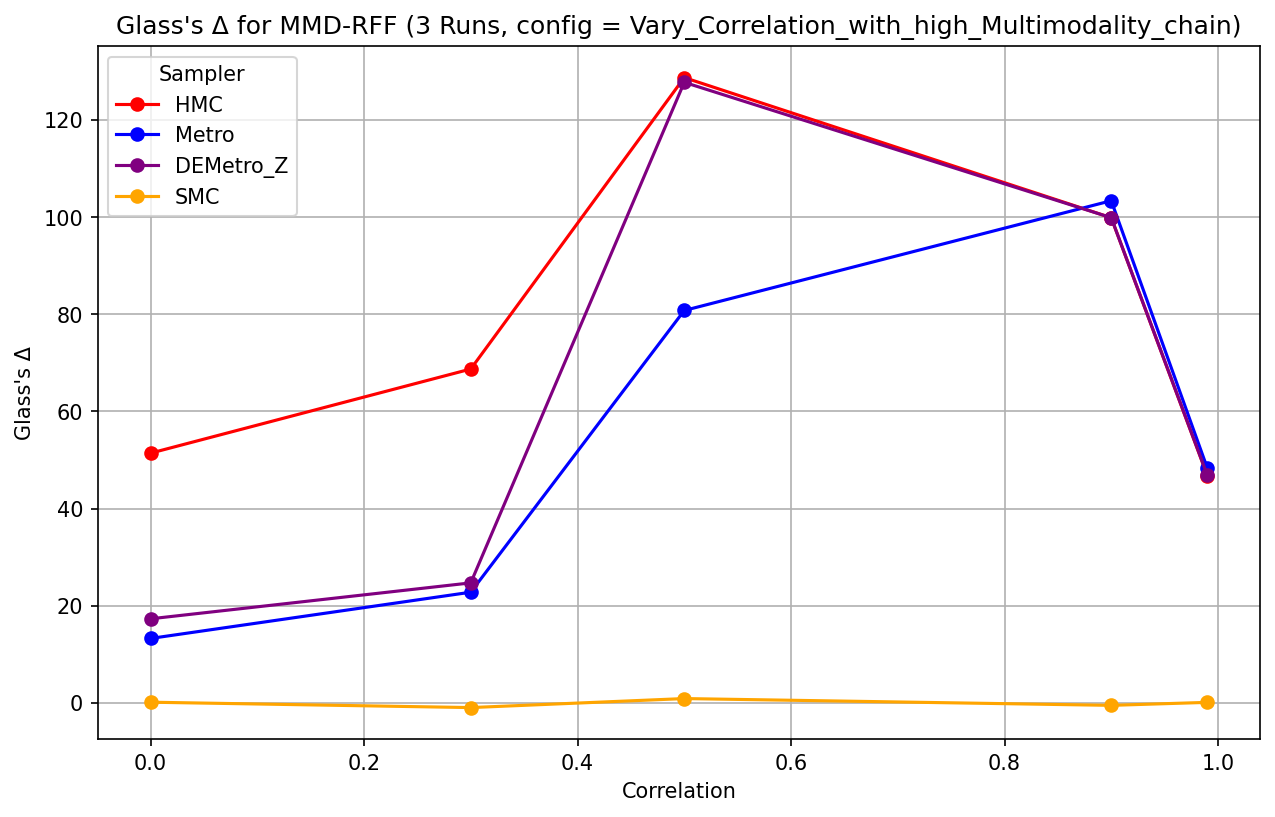 Glass's Δ for MMD-RFF (3 Runs, config = Vary_Correlation_with_high_Multimodality_chain)
Sampler
HMC
Metro
DEMetro_Z
SMC
120
100
80
60
40
20
0
Glass's Δ
0.0 0.2 0.4 0.6 0.8 1.0
Correlation